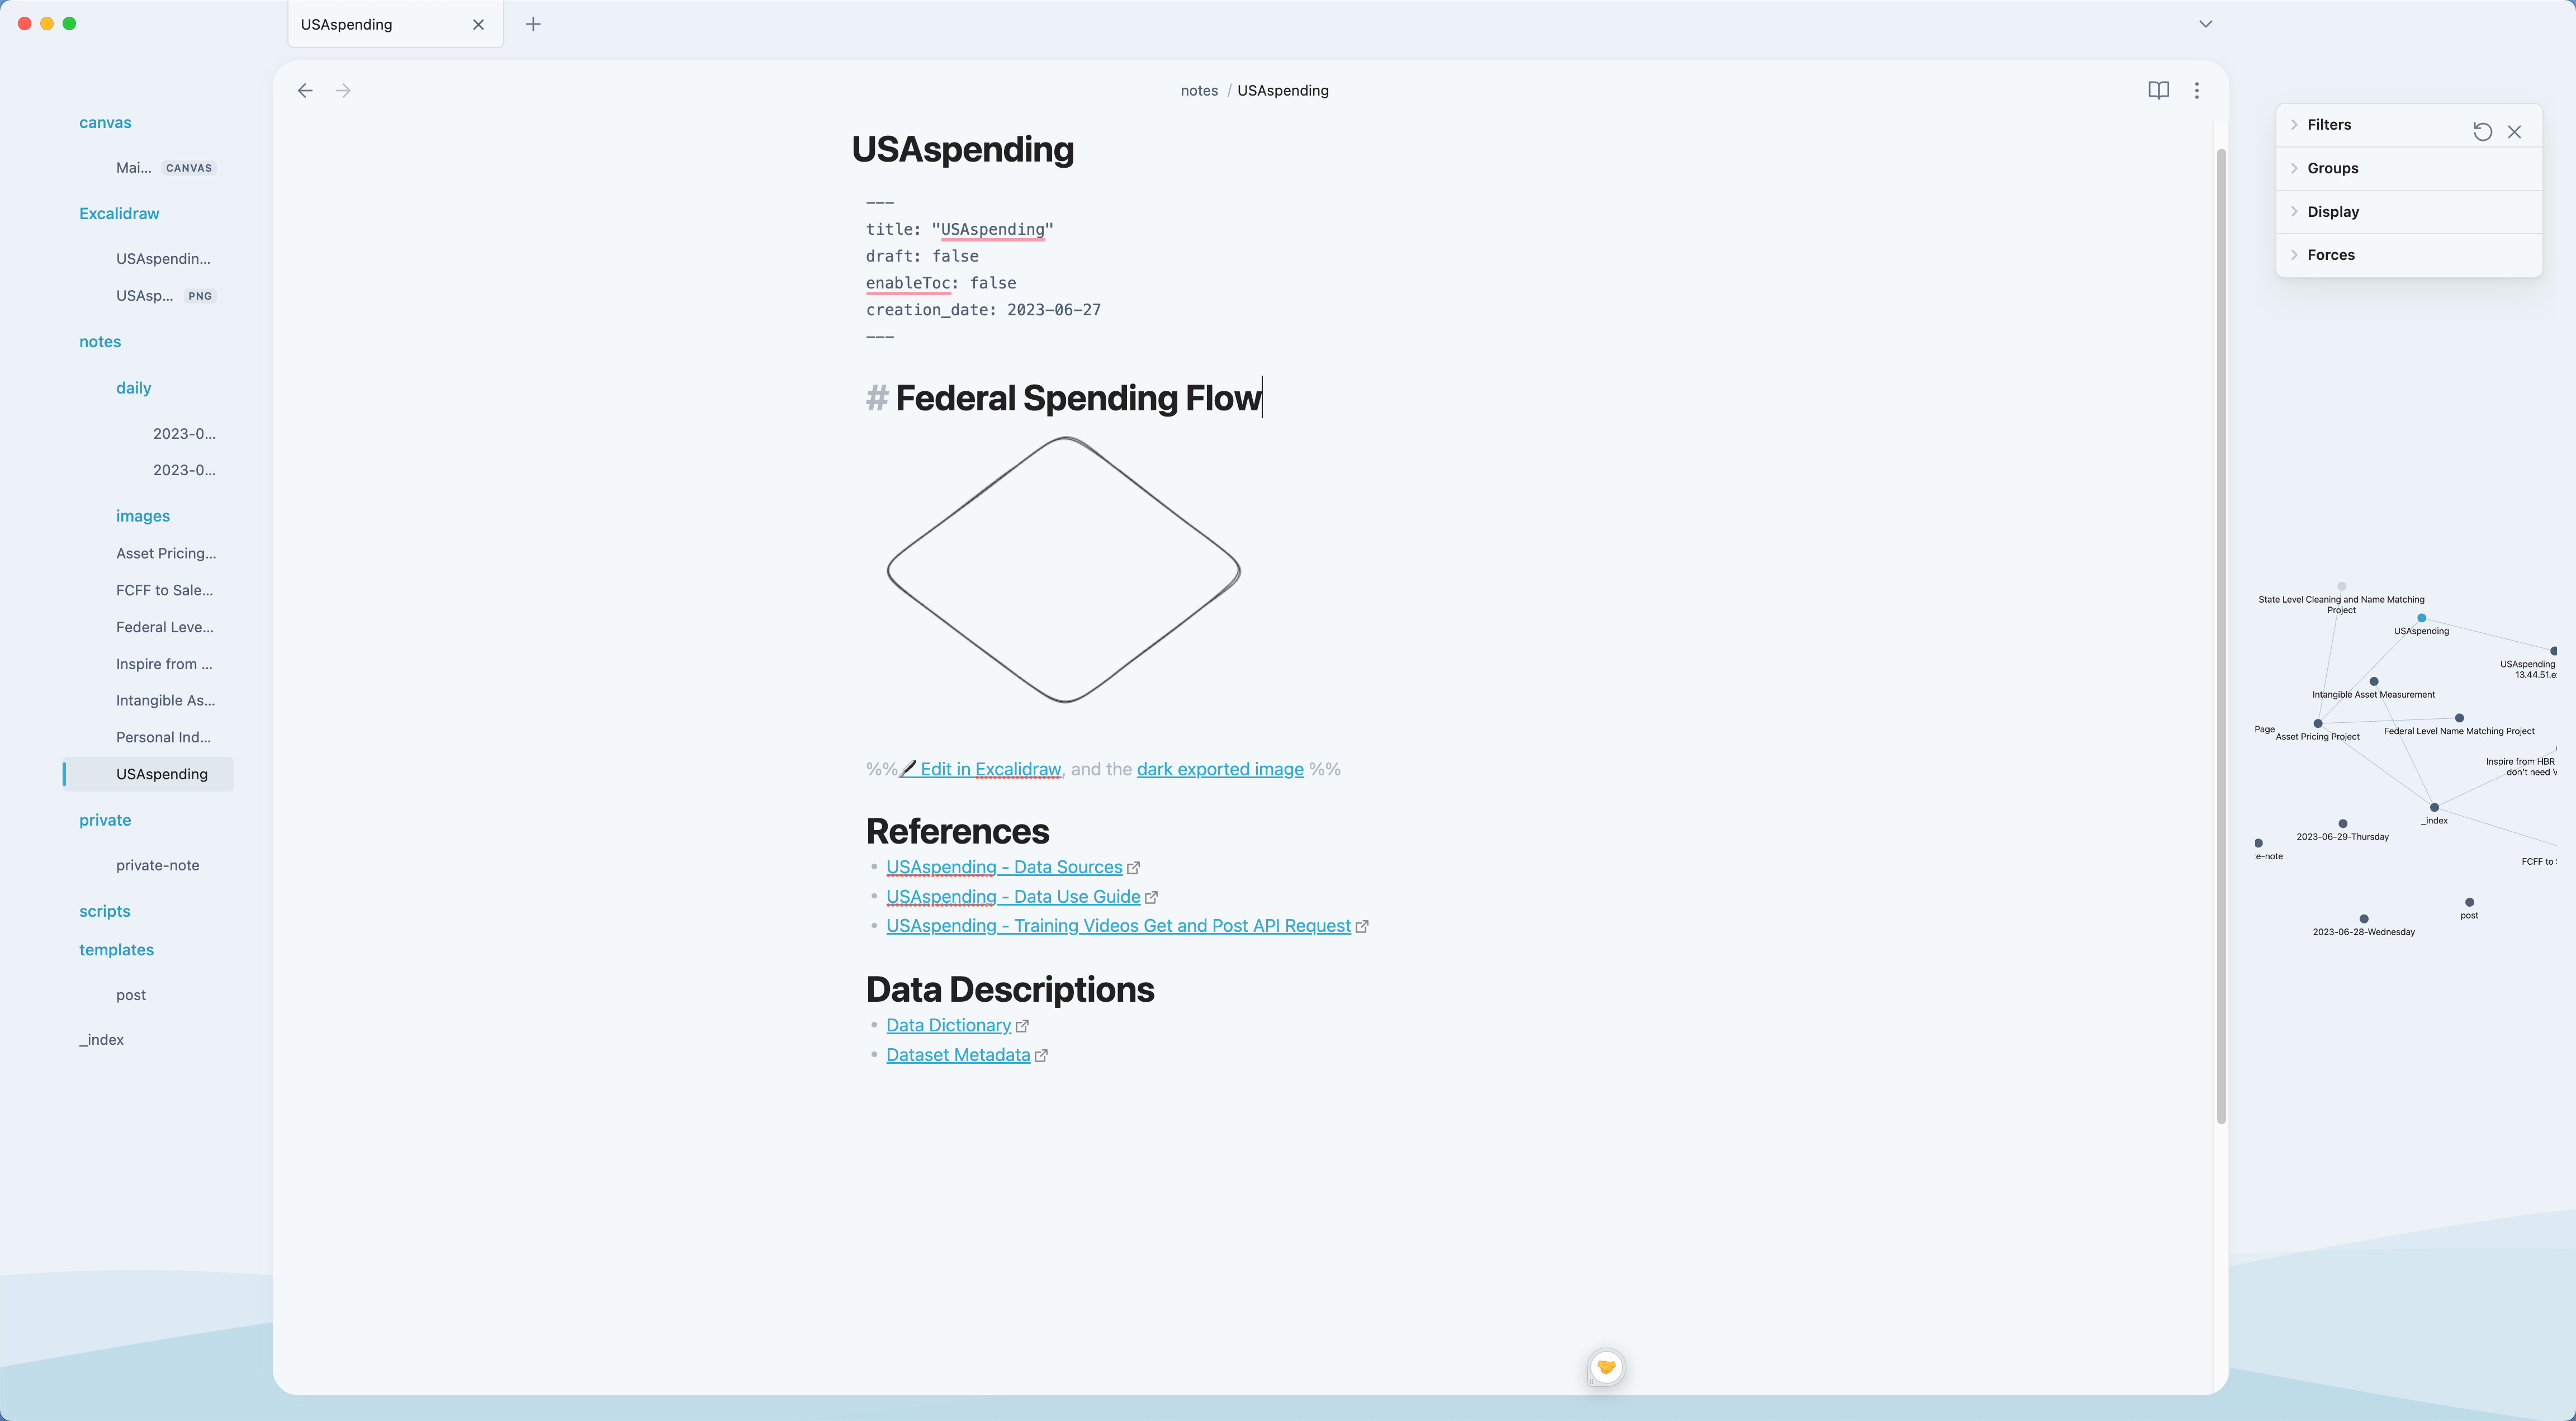 USAspending
notes / USAspending
canvas
Mai... CANVAS
Excalidraw
USAspendin...
USAsp... PNG
notes
daily
2023-0...
2023-0...
images
Asset Pricing...
FCFF to Sale...
Federal Leve...
Inspire from ...
Intangible As...
Personal Ind...
USAspending
private
private-note
scripts
templates
post
_index
USAspending
---
title: "USAspending"
draft: false
enableToc: false
creation_date: 2023-06-27
---
# Federal Spending Flow
%%🖋 Edit in Excalidraw, and the dark exported image %%
References
• USAspending - Data Sources
• USAspending - Data Use Guide
• USAspending - Training Videos Get and Post API Request
Data Descriptions
• Data Dictionary
• Dataset Metadata
Filters
Groups
Display
Forces
State Level Cleaning and Name Matching
Project
USAspending
USAspending
13.44.51.e
Intangible Asset Measurement
Page
Asset Pricing Project
Federal Level Name Matching Project
Inspire from HBR
don't need V
_index
2023-06-29-Thursday
e-note
FCFF to
post
2023-06-28-Wednesday